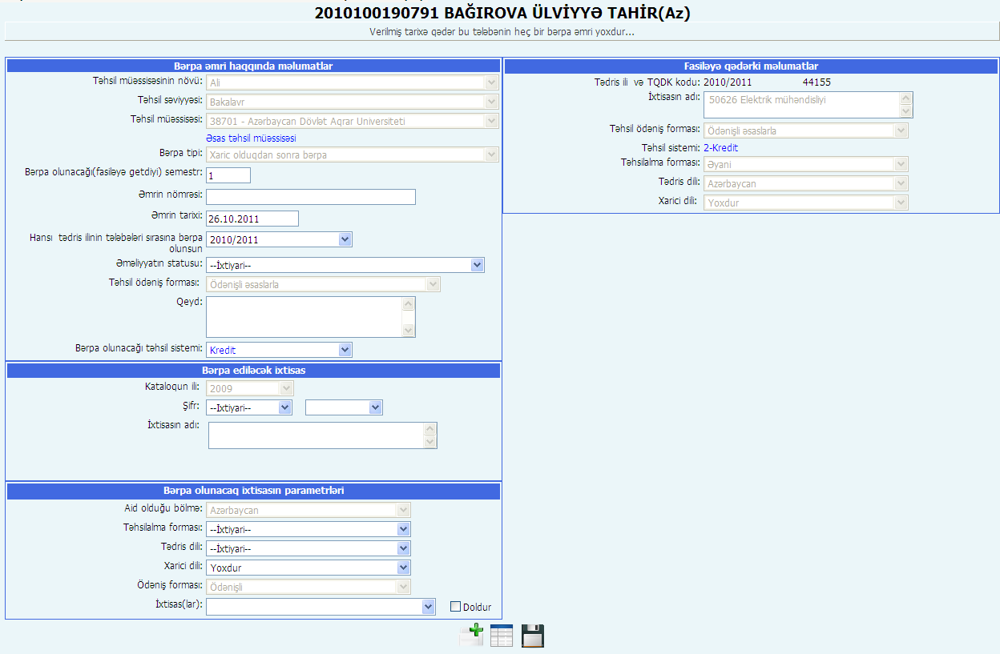 2010100190791 BAĞIROVA ÜLVİYYƏ TAHİR(Az)
Verilmiş tarixə qədər bu tələbənin heç bir bərpa əmri yoxdur...
Bərpa əmri haqqında məlumatlar
Təhsil müəssisəsinin növü: Ali
Təhsil səviyyəsi: Bakalavr
Təhsil müəssisəsi: 38701 - Azərbaycan Dövlət Aqrar Universiteti
Əsas təhsil müəssisəsi
Bərpa tipi: Xaric olduqdan sonra bərpa
Bərpa olunacağı(fasiləyə getdiyi) semestr: 1
Əmrin nömrəsi:
Əmrin tarixi: 26.10.2011
Hansı tədris ilinin tələbələri sırasına bərpa olunsun 2010/2011
Əməliyyatın statusu: --İxtiyari--
Təhsil ödəniş forması: Ödənişli əsaslarla
Qeyd:
Bərpa olunacağı təhsil sistemi: Kredit
Bərpa ediləcək ixtisas
Kataloqun ili: 2009
Şifr: --İxtiyari--
İxtisasın adı:
Bərpa olunacaq ixtisasın parametrləri
Aid olduğu bölmə: Azərbaycan
Təhsilalma forması: --İxtiyari--
Tədris dili: --İxtiyari--
Xarici dili: Yoxdur
Ödəniş forması: Ödənişli
İxtisas(lar): Doldur
Fasiləyə qədərki məlumatlar
Tədris ili və TQDK kodu: 2010/2011 44155
İxtisasın adı: 50626 Elektrik mühəndisliyi
Təhsil ödəniş forması: Ödənişli əsaslarla
Təhsil sistemi: 2-Kredit
Təhsilalma forması: Əyani
Tədris dili: Azərbaycan
Xarici dili: Yoxdur